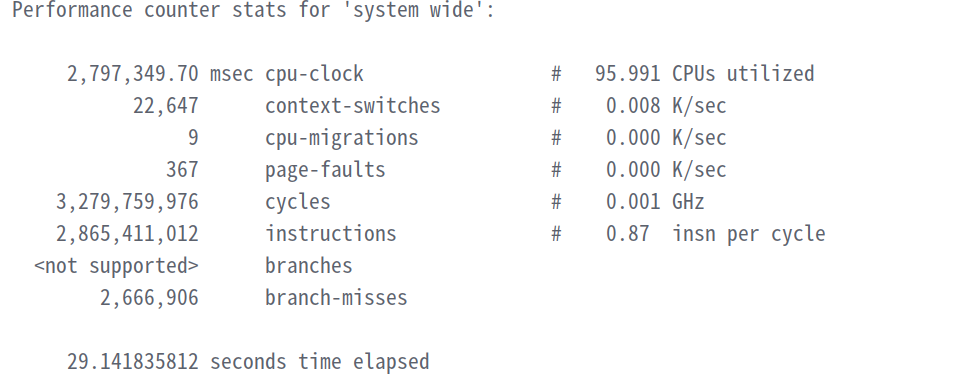 Performance counter stats for 'system wide':
2,797,349.70 msec cpu-clock # 95.991 CPUs utilized
22,647 context-switches # 0.008 K/sec
9 cpu-migrations # 0.000 K/sec
367 page-faults # 0.000 K/sec
3,279,759,976 cycles # 0.001 GHz
2,865,411,012 instructions # 0.87 insn per cycle
<not supported> branches
2,666,906 branch-misses
29.141835812 seconds time elapsed